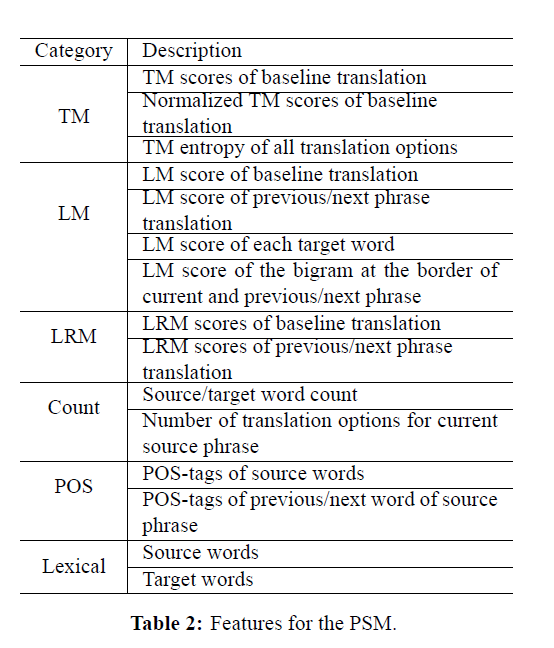 Category Description
TM scores of baseline translation
Normalized TM scores of baseline
TM
translation
TM entropy of all translation options
LM score of baseline translation
LM score of previous/next phrase
LM
translation
LM score of each target word
LM score of the bigram at the border of
current and previous/next phrase
LRM scores of baseline translation
LRM
LRM scores of previous/next phrase
translation
Source/target word count
Count
Number of translation options for current
source phrase
POS-tags of source words
POS
POS-tags of previous/next word of source
phrase
Source words
Lexical
Target words
Table 2: Features for the PSM.